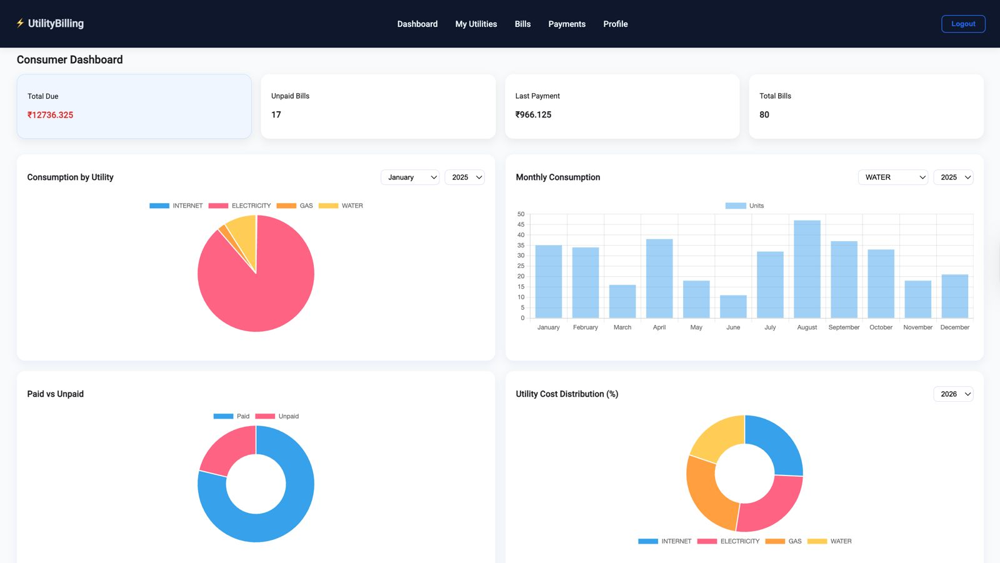 ⚡ UtilityBilling
Dashboard My Utilities Bills Payments Profile
Logout
Consumer Dashboard
Total Due
₹12736.325
Unpaid Bills
17
Last Payment
₹966.125
Total Bills
80
Consumption by Utility
January 2025
INTERNET ELECTRICITY GAS WATER
Monthly Consumption
WATER 2025
Units
50
45
40
35
30
25
20
15
10
5
0
January February March April May June July August September October November December
Paid vs Unpaid
Paid Unpaid
Utility Cost Distribution (%)
2026
INTERNET ELECTRICITY GAS WATER